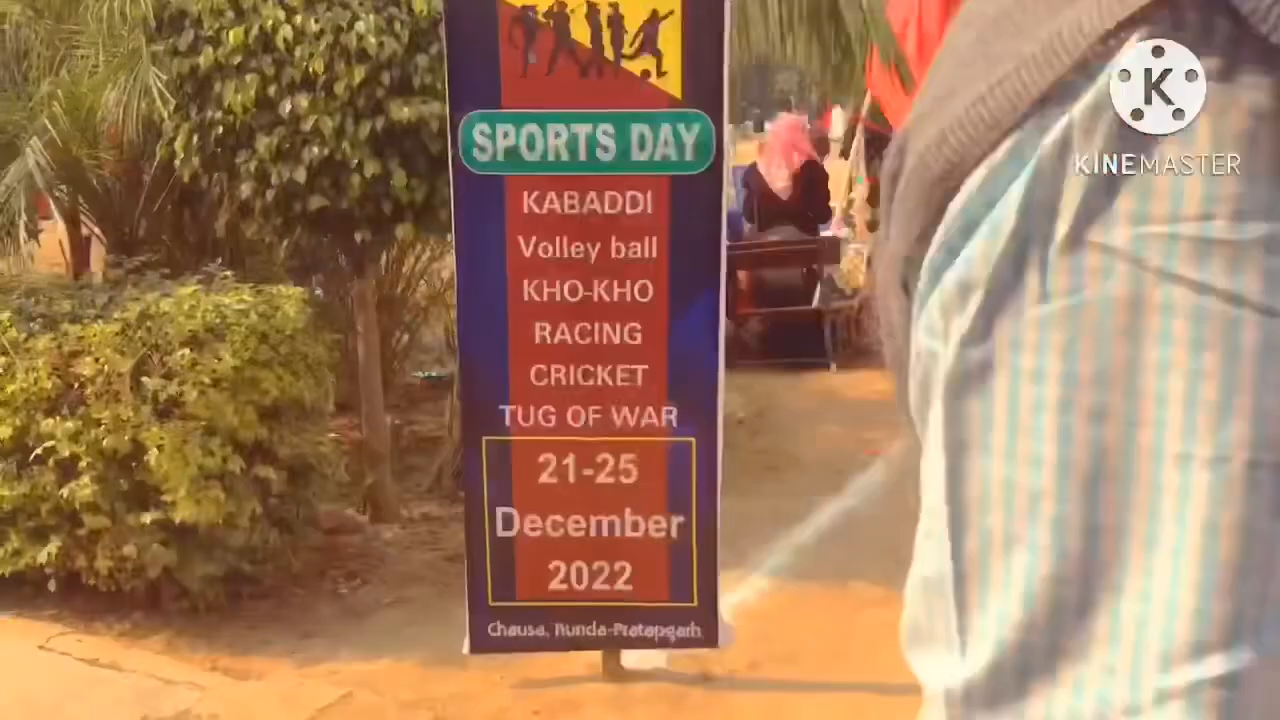 SPORTS DAY
KABADDI
Volley ball
KHO-KHO
RACING
CRICKET
TUG OF WAR
21-25
December
2022
Chausa, Kunda-Pratapgarh
K
KINEMASTER